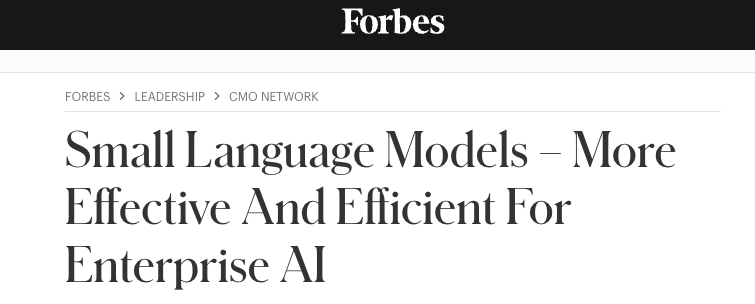 Forbes
FORBES > LEADERSHIP > CMO NETWORK
Small Language Models – More
Effective And Efficient For
Enterprise AI